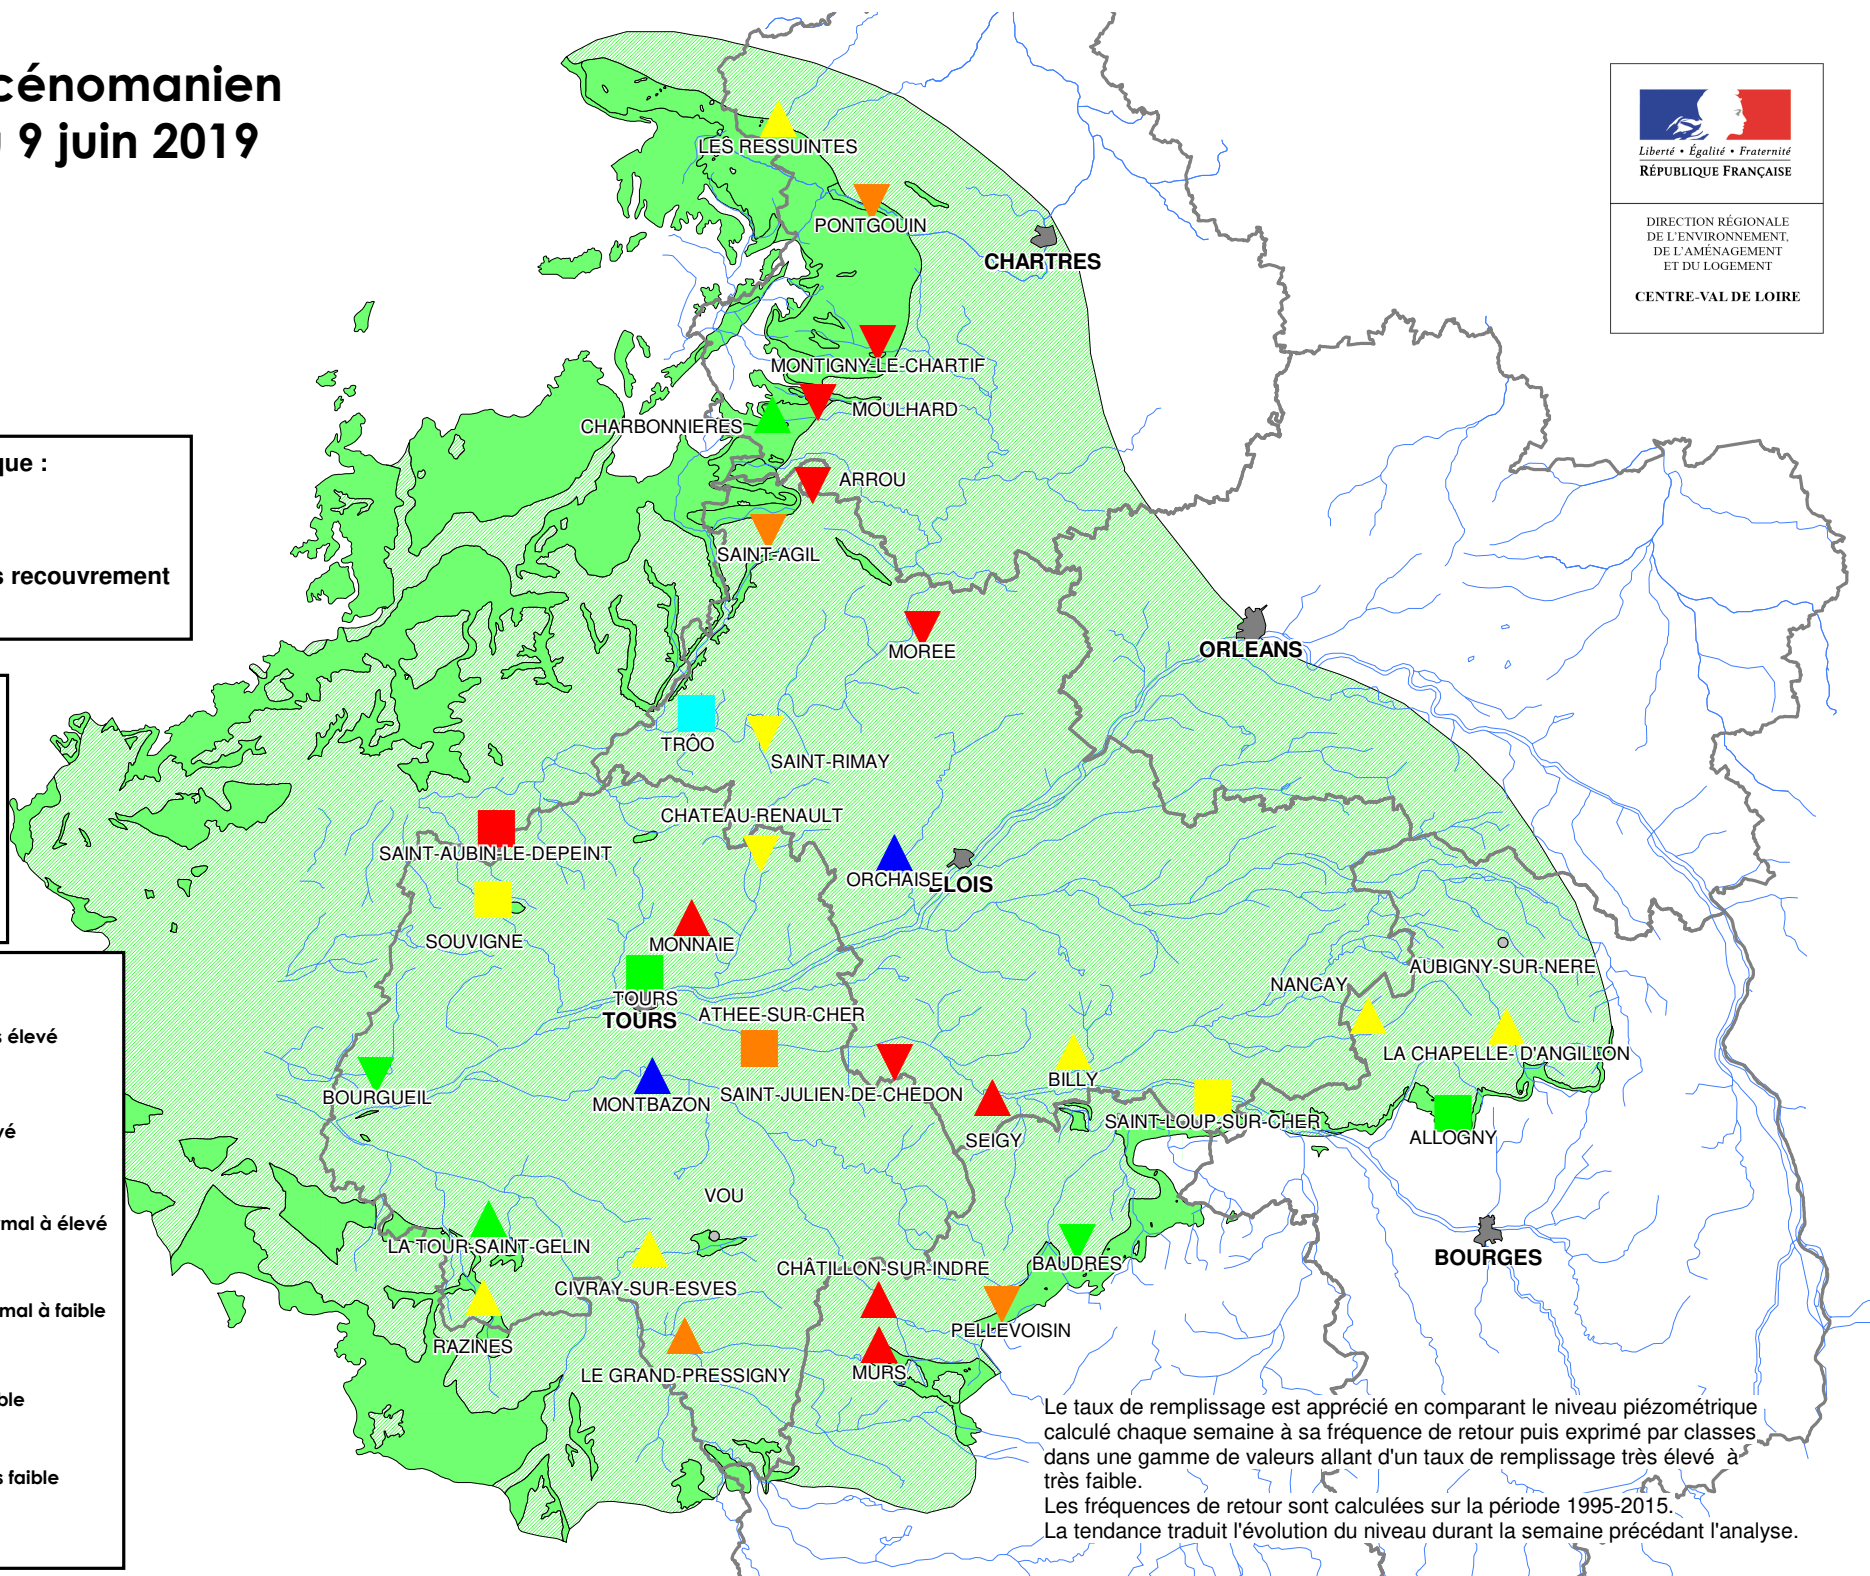 cénomanien
9 juin 2019
que :
recouvrement
élevé
mal à élevé
mal à faible
faible
LES RESSUINTES
PONTGOUIN
CHARTRES
MONTIGNY-LE-CHARTIF
MOULHARD
CHARBONNIERES
ARROU
SAINT-AGIL
MOREE
ORLEANS
TRÔO
SAINT-RIMAY
CHATEAU-RENAULT
SAINT-AUBIN-LE-DEPEINT
ORCHAISE
BLOIS
SOUVIGNE
MONNAIE
NANCAY
AUBIGNY-SUR-NERE
TOURS
TOURS
ATHEE-SUR-CHER
LA CHAPELLE- D'ANGILLON
BILLY
BOURGUEIL
MONTBAZON
SAINT-JULIEN-DE-CHEDON
SAINT-LOUP-SUR-CHER
SEIGY
ALLOGNY
VOU
LA TOUR-SAINT-GELIN
CIVRAY-SUR-ESVES
CHÂTILLON-SUR-INDRE
BAUDRES
BOURGES
RAZINES
PELLEVOISIN
LE GRAND-PRESSIGNY
MURS
Liberté • Égalité • Fraternité
RÉPUBLIQUE FRANÇAISE
DIRECTION RÉGIONALE
DE L'ENVIRONNEMENT,
DE L'AMÉNAGEMENT
ET DU LOGEMENT
CENTRE-VAL DE LOIRE
Le taux de remplissage est apprécié en comparant le niveau piézométrique
calculé chaque semaine à sa fréquence de retour puis exprimé par classes
dans une gamme de valeurs allant d'un taux de remplissage très élevé à
très faible.
Les fréquences de retour sont calculées sur la période 1995-2015.
La tendance traduit l'évolution du niveau durant la semaine précédant l'analyse.